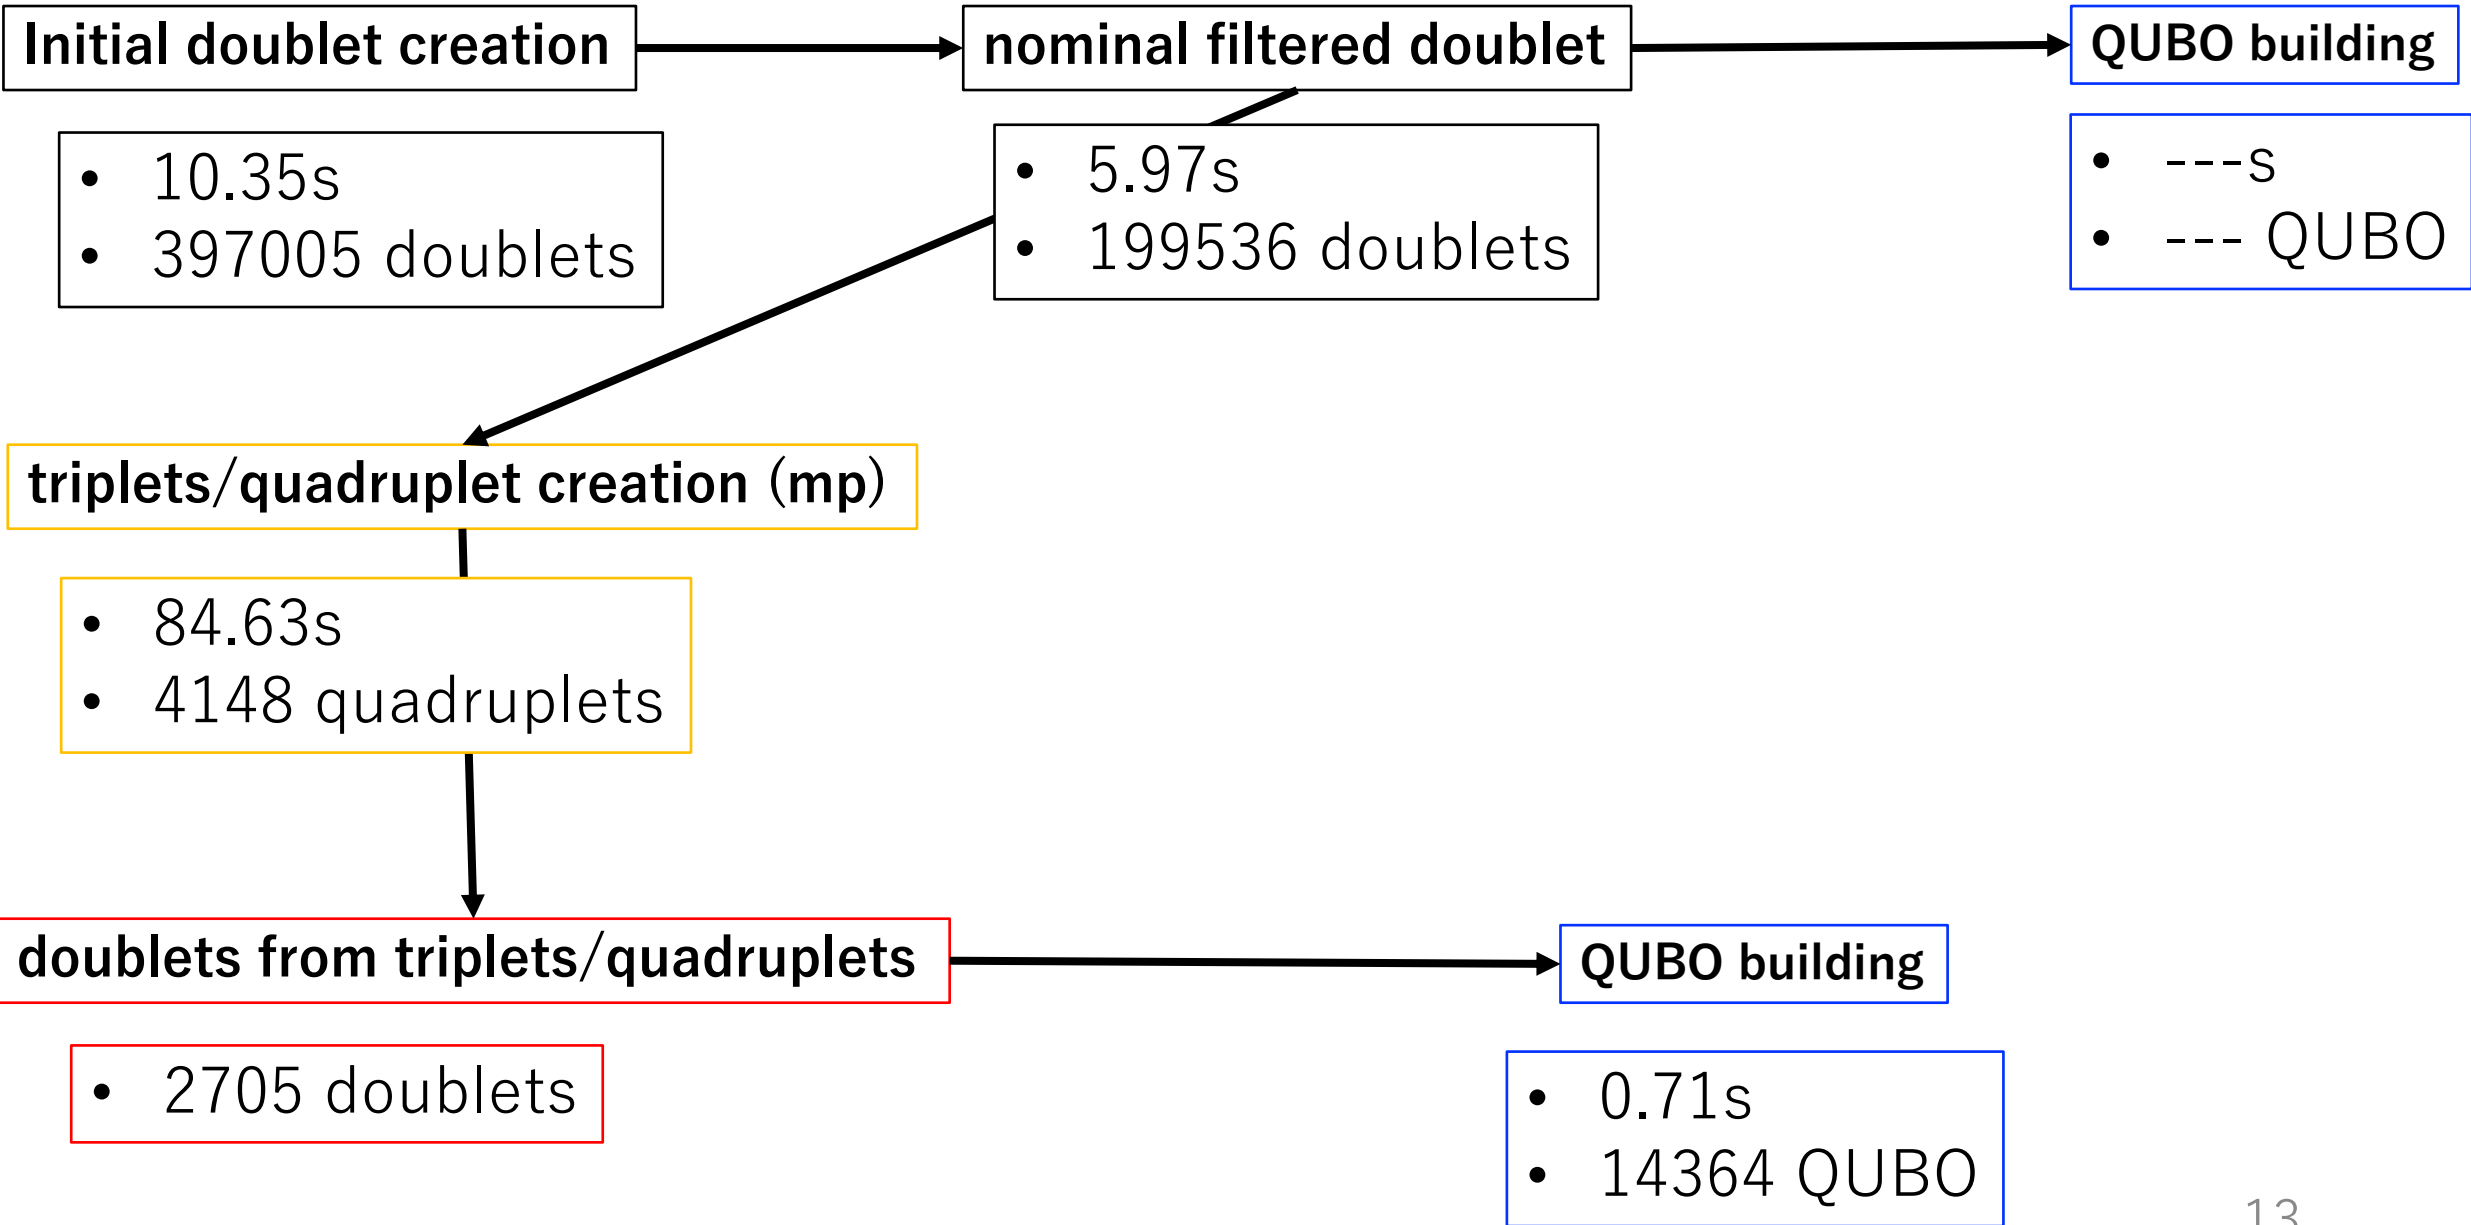 Initial doublet creation
nominal filtered doublet
QUBO building
• 10.35s
• 397005 doublets
• 5.97s
• 199536 doublets
• ---s
• --- QUBO
triplets/quadruplet creation (mp)
• 84.63s
• 4148 quadruplets
doublets from triplets/quadruplets
QUBO building
• 2705 doublets
• 0.71s
• 14364 QUBO
13